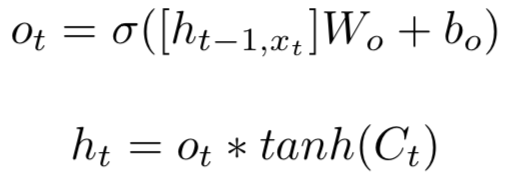 o_t = σ([h_{t−1,x_t}]W_o + b_o)
h_t = o_t * tanh(C_t)